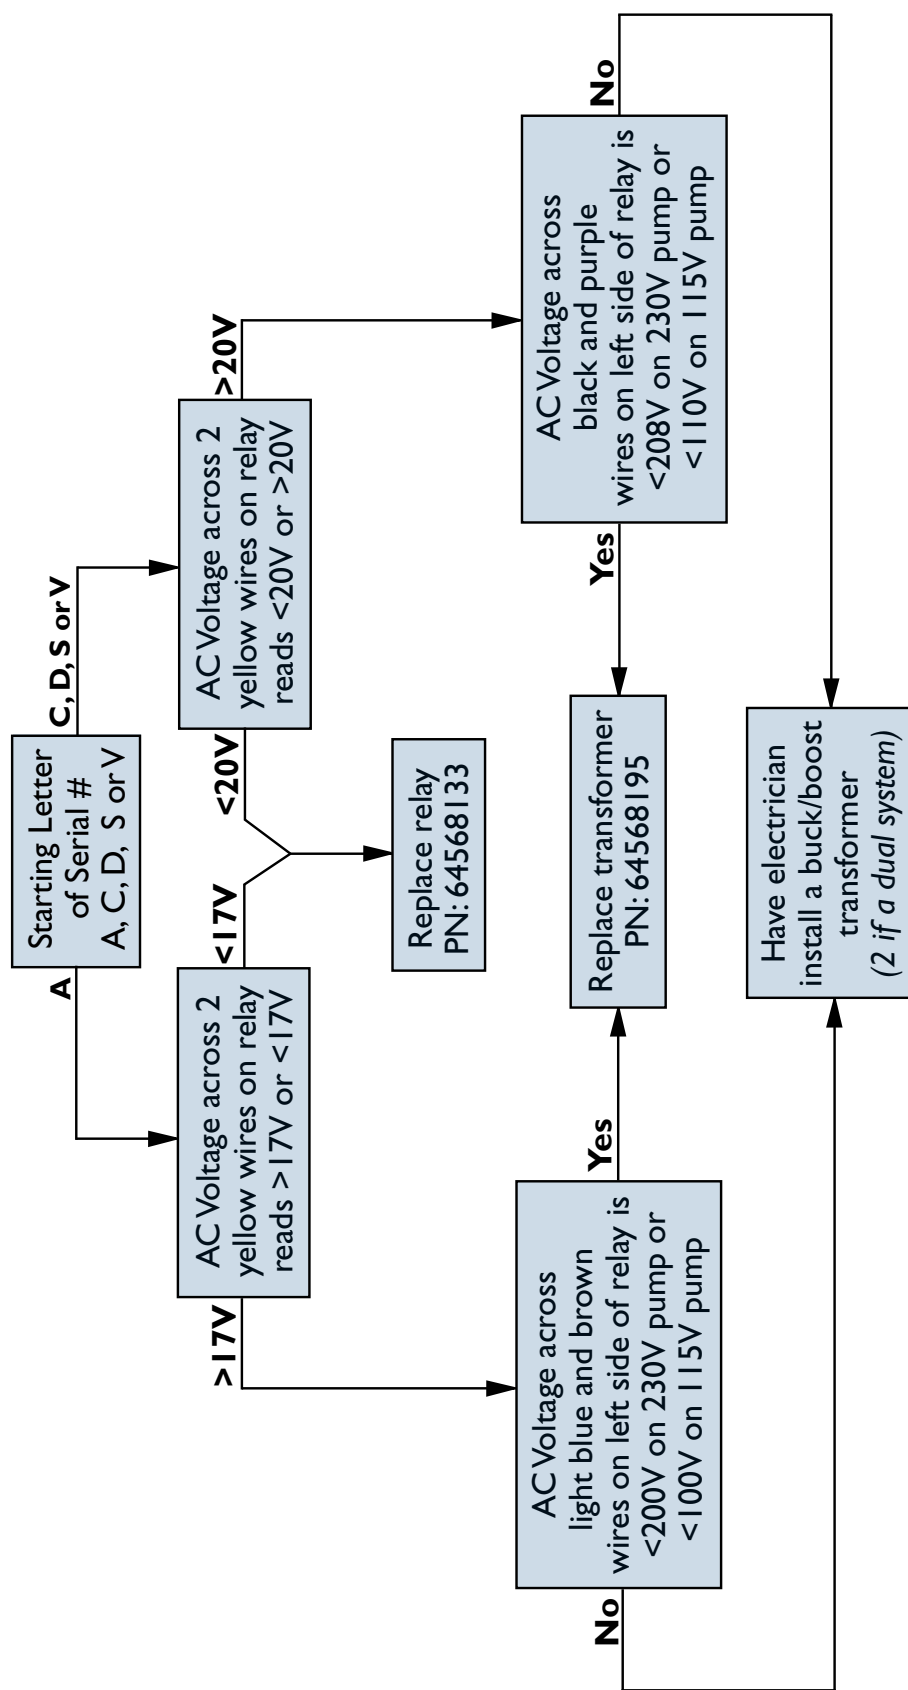 Starting Letter
of Serial #
A, C, D, S or V
A
C, D, S or V
AC Voltage across 2
yellow wires on relay
reads >17V or <17V
AC Voltage across 2
yellow wires on relay
reads <20V or >20V
>17V
<17V
<20V
>20V
Replace relay
PN: 64568133
AC Voltage across
light blue and brown
wires on left side of relay is
<200V on 230V pump or
<100V on 115V pump
AC Voltage across
black and purple
wires on left side of relay is
<208V on 230V pump or
<110V on 115V pump
No
Yes
Yes
No
Replace transformer
PN: 64568195
Have electrician
install a buck/boost
transformer
(2 if a dual system)